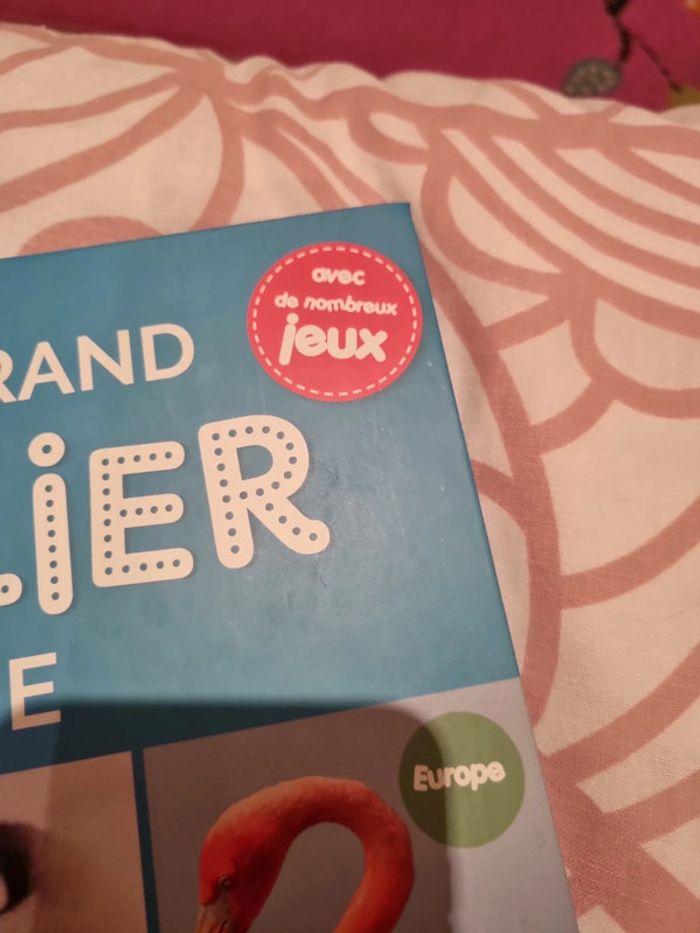 avec
de nombreux
jeux
RAND
LiER
E
Europe